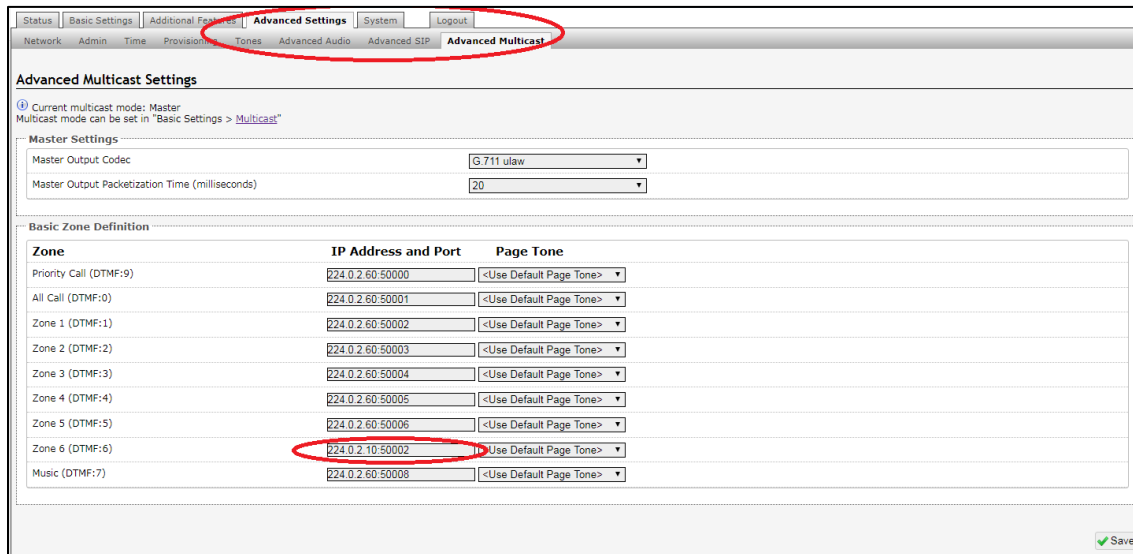 Status Basic Settings Additional Features Advanced Settings System Logout
Network Admin Time Provisioning Tones Advanced Audio Advanced SIP Advanced Multicast
Advanced Multicast Settings
Current multicast mode: Master
Multicast mode can be set in "Basic Settings > Multicast"
Master Settings
Master Output Codec G.711 ulaw
Master Output Packetization Time (milliseconds) 20
Basic Zone Definition
Zone IP Address and Port Page Tone
Priority Call (DTMF:9) 224.0.2.60:50000 <Use Default Page Tone>
All Call (DTMF:0) 224.0.2.60:50001 <Use Default Page Tone>
Zone 1 (DTMF:1) 224.0.2.60:50002 <Use Default Page Tone>
Zone 2 (DTMF:2) 224.0.2.60:50003 <Use Default Page Tone>
Zone 3 (DTMF:3) 224.0.2.60:50004 <Use Default Page Tone>
Zone 4 (DTMF:4) 224.0.2.60:50005 <Use Default Page Tone>
Zone 5 (DTMF:5) 224.0.2.60:50006 <Use Default Page Tone>
Zone 6 (DTMF:6) 224.0.2.10:50002 <Use Default Page Tone>
Music (DTMF:7) 224.0.2.60:50008 <Use Default Page Tone>
Save